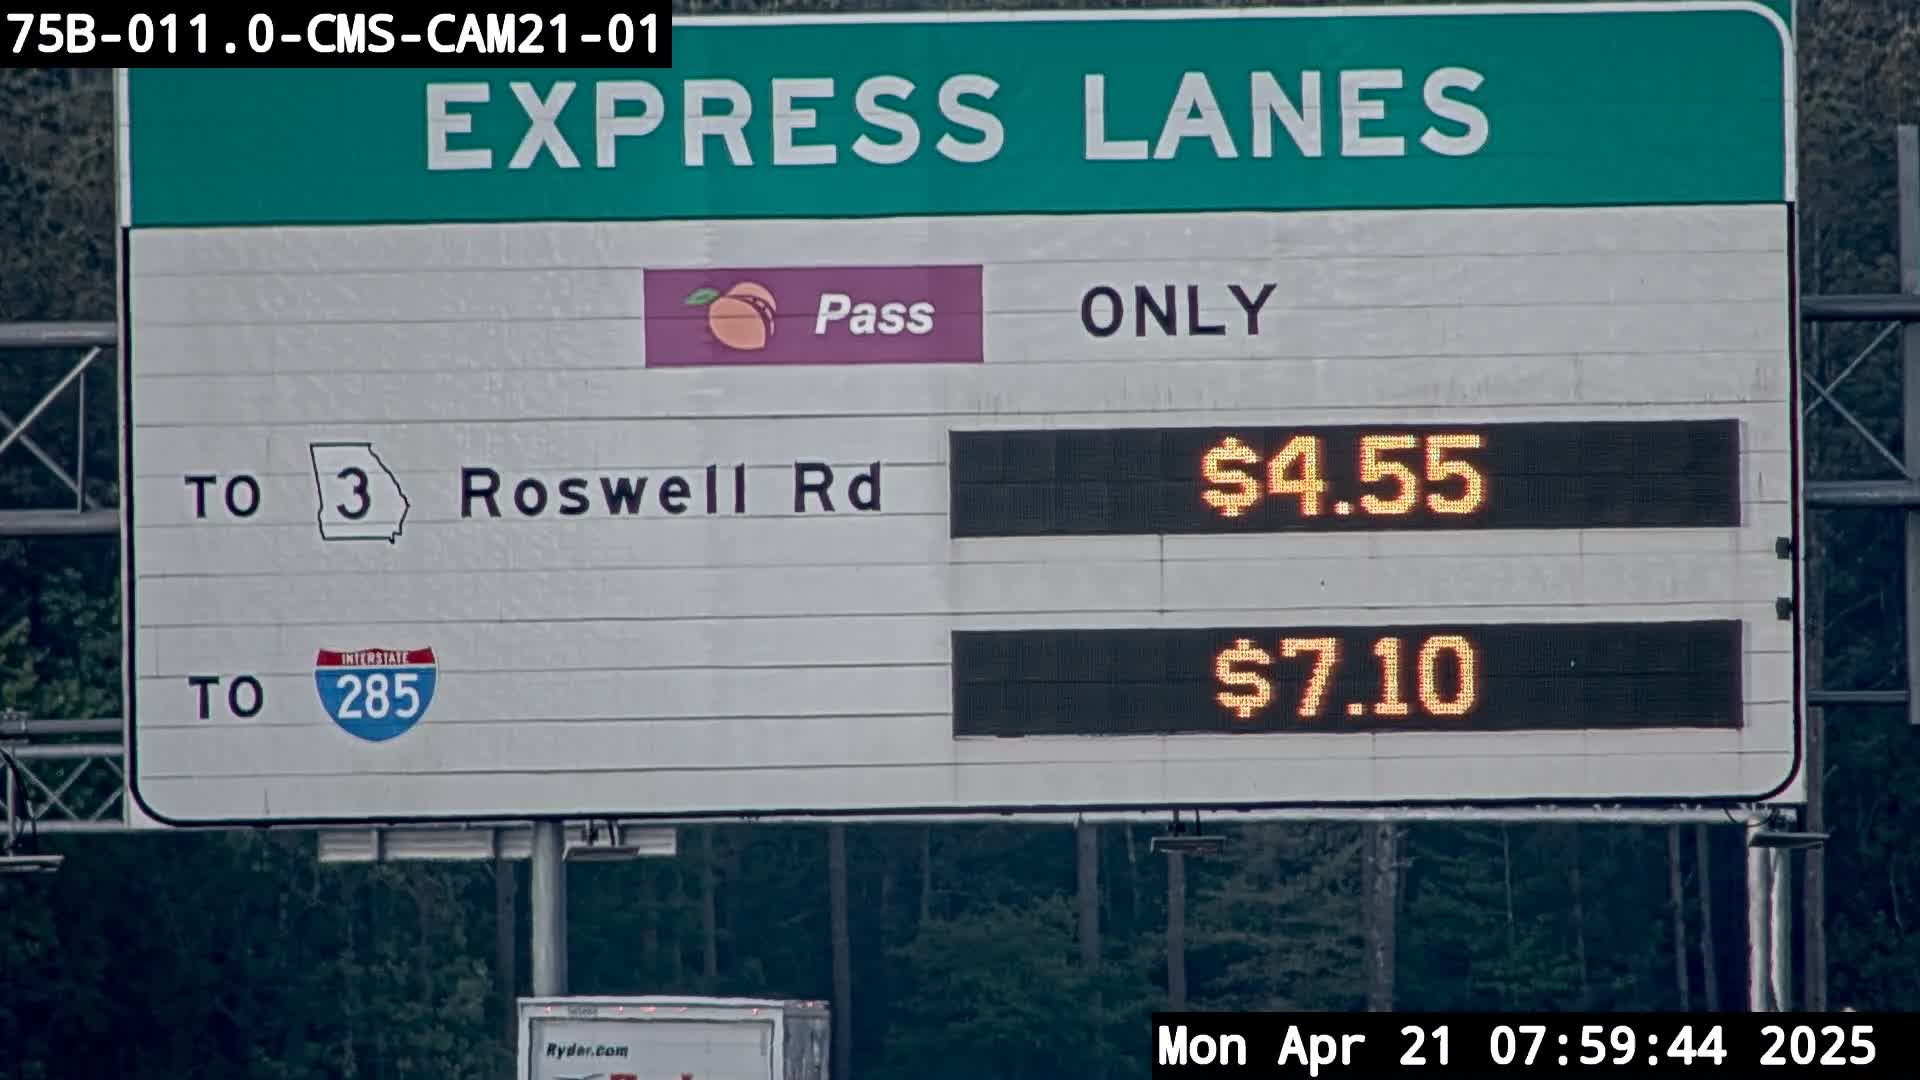 75B-011.0-CMS-CAM21-01
EXPRESS LANES
Pass ONLY
TO 3 Roswell Rd $4.55
TO INTERSTATE 285 $7.10
Ryder.com
Mon Apr 21 07:59:44 2025